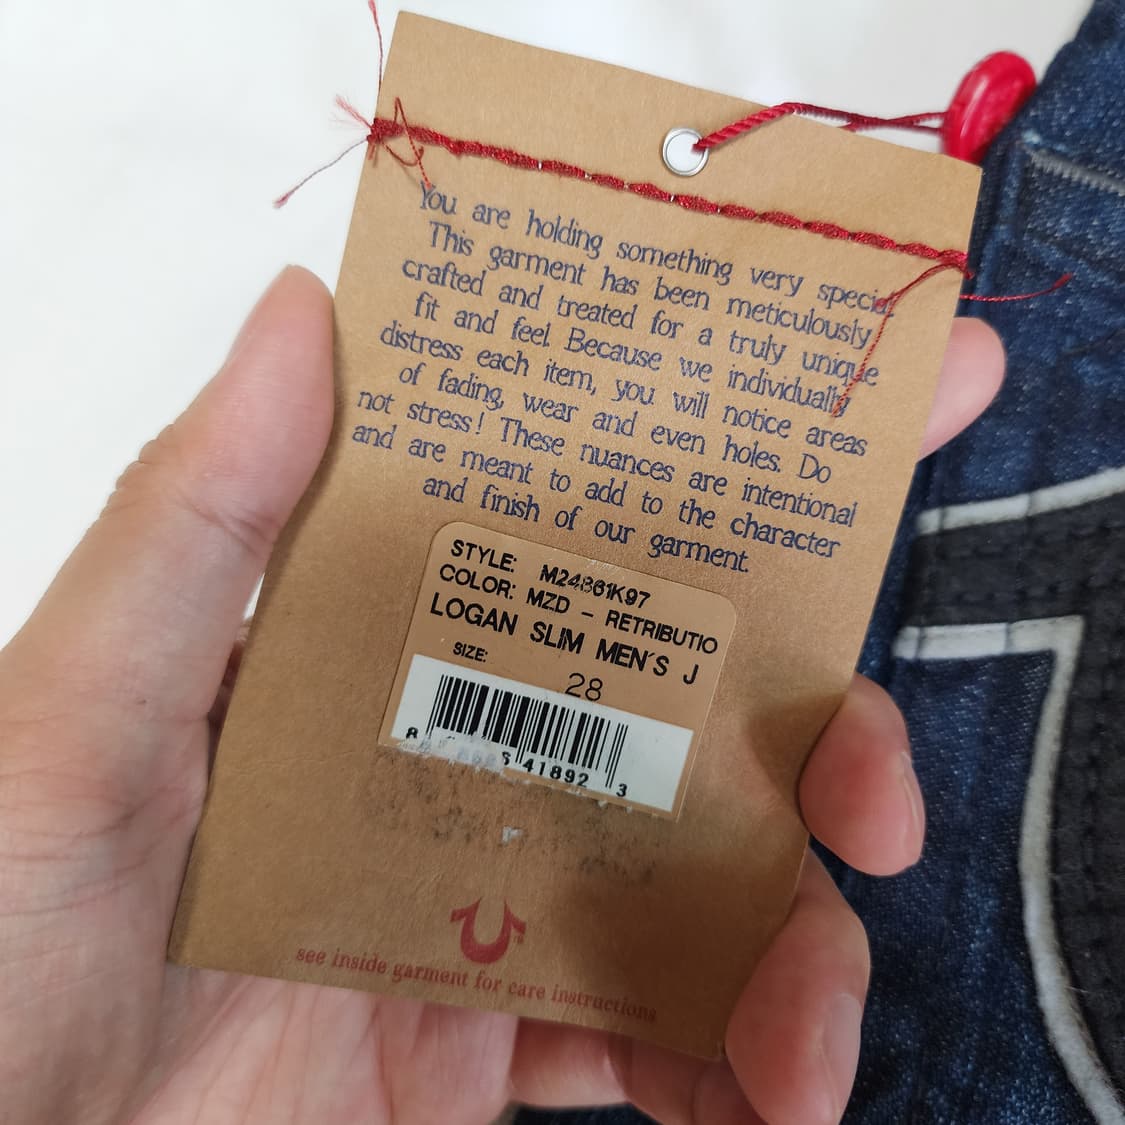 You are holding something very special
This garment has been meticulously
crafted and treated for a truly unique
fit and feel. Because we individually
distress each item, you will notice areas
of fading, wear and even holes. Do
not stress! These nuances are intentional
and are meant to add to the character
and finish of our garment.
STYLE: M24861K97
COLOR: MZD - RETRIBUTIO
LOGAN SLIM MEN'S J
SIZE:
28
8 41892 3
see inside garment for care instructions